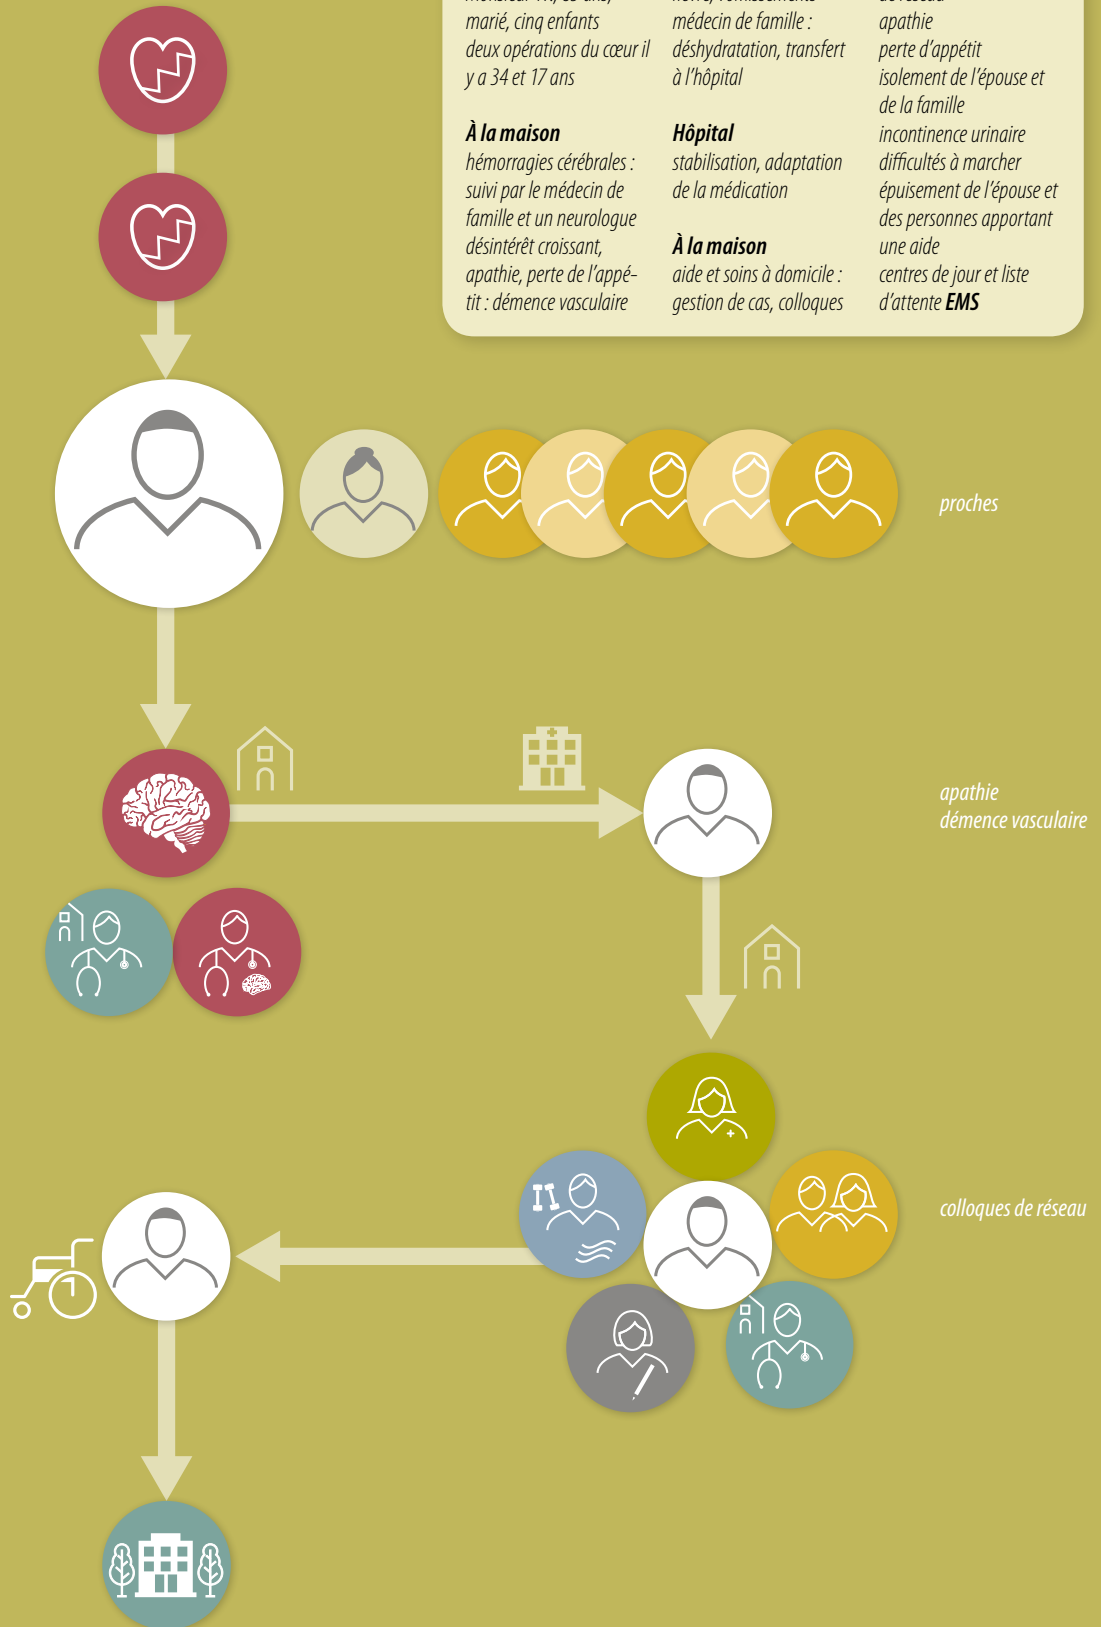 marié, cinq enfants
deux opérations du cœur il
y a 34 et 17 ans
À la maison
hémorragies cérébrales :
suivi par le médecin de
famille et un neurologue
désintérêt croissant,
apathie, perte de l’appé-
tit : démence vasculaire
médecin de famille :
déshydratation, transfert
à l’hôpital
Hôpital
stabilisation, adaptation
de la médication
À la maison
aide et soins à domicile :
gestion de cas, colloques
apathie
perte d’appétit
isolement de l’épouse et
de la famille
incontinence urinaire
difficultés à marcher
épuisement de l’épouse et
des personnes apportant
une aide
centres de jour et liste
d’attente EMS
proches
apathie
démence vasculaire
colloques de réseau